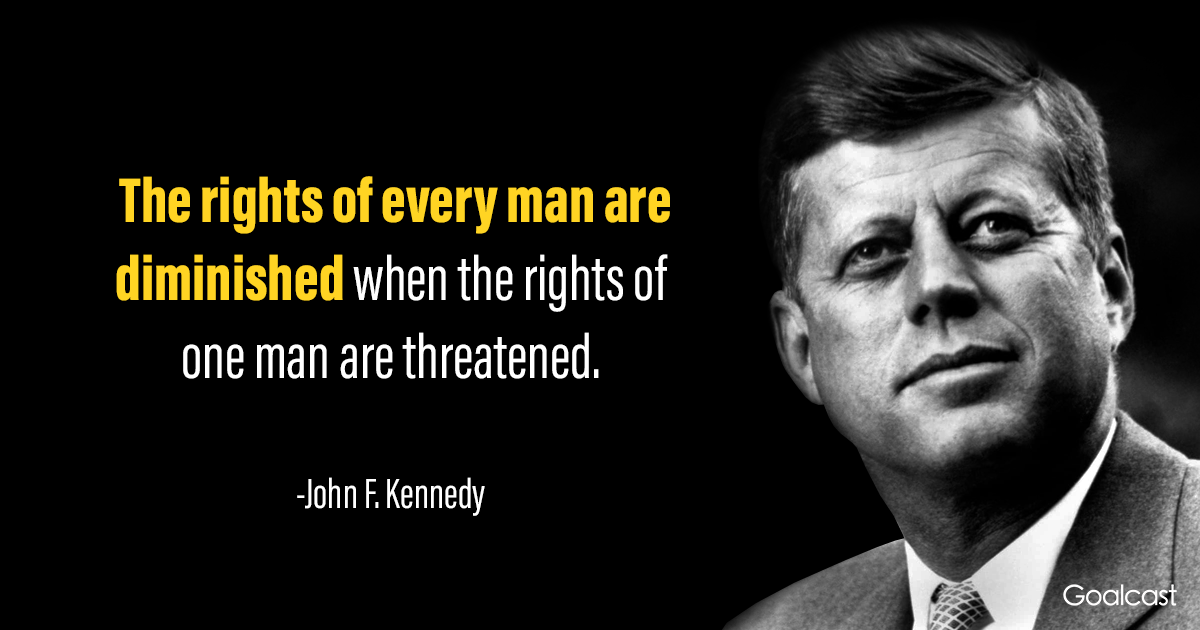 The rights of every man are
diminished when the rights of
one man are threatened.
-John F. Kennedy
Goalcast